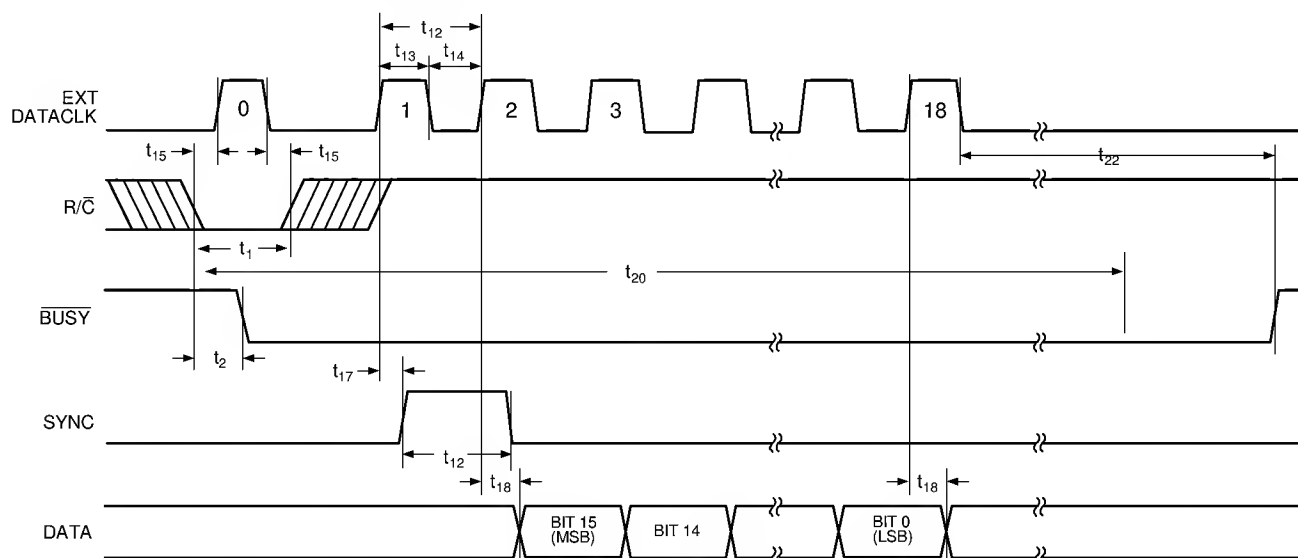 t12
t13 t14
EXT
DATACLK
0 1 2 3 18
t15 t15
t22
R/C̅
t1
t20
B̅U̅S̅Y̅
t2
t17
SYNC
t12
t18 t18
DATA
BIT 15
(MSB)
BIT 14
BIT 0
(LSB)